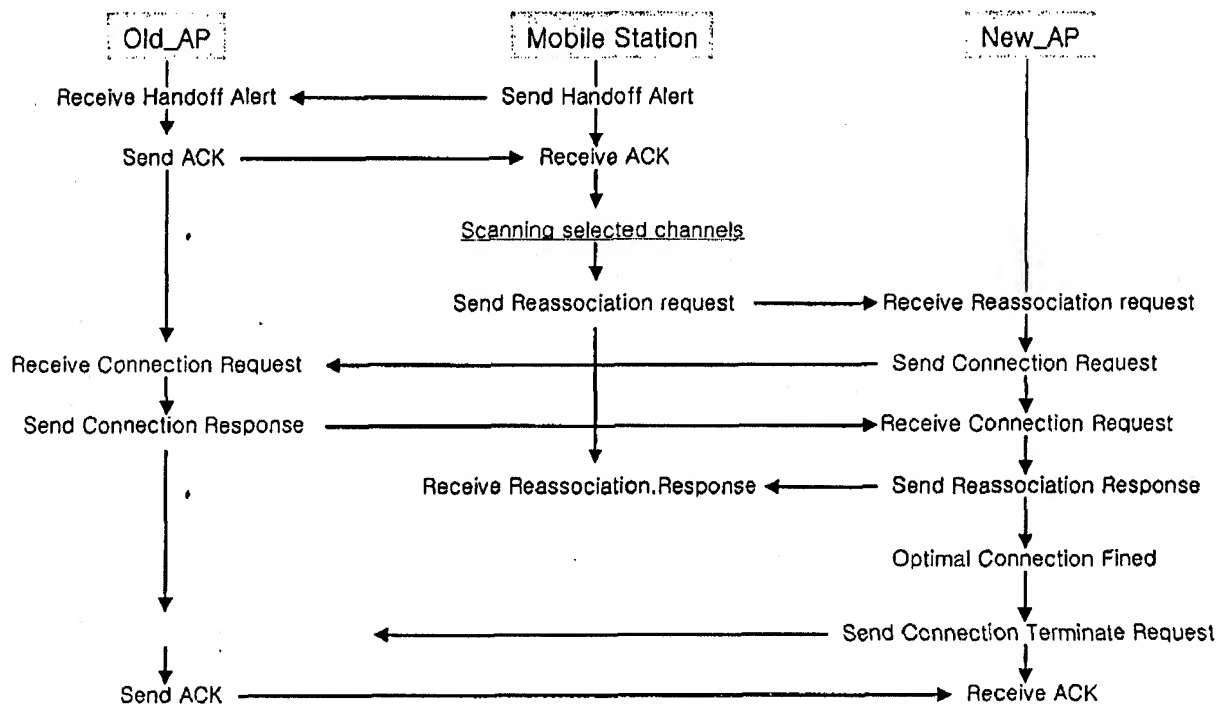 Old_AP Mobile Station New_AP
Receive Handoff Alert Send Handoff Alert
Send ACK Receive ACK
Scanning selected channels
Send Reassociation request Receive Reassociation request
Receive Connection Request Send Connection Request
Send Connection Response Receive Connection Request
Receive Reassociation.Response Send Reassociation Response
Optimal Connection Fined
Send Connection Terminate Request
Send ACK Receive ACK